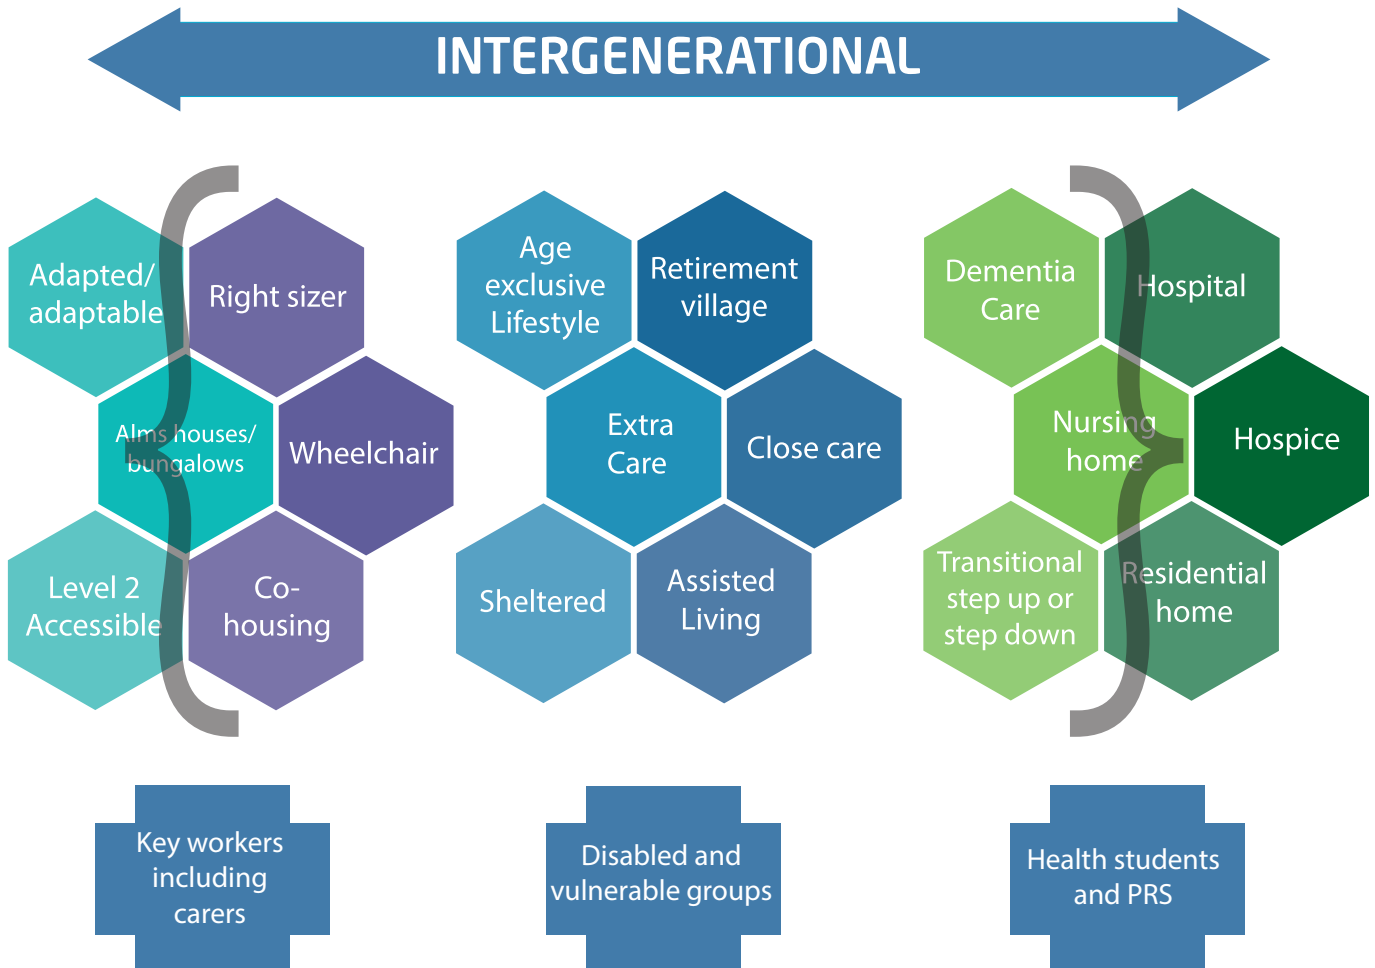 INTERGENERATIONAL
Adapted/
adaptable
Right sizer
Alms houses/
bungalows
Wheelchair
Level 2
Accessible
Co-
housing
Age
exclusive
Lifestyle
Retirement
village
Extra
Care
Close care
Sheltered
Assisted
Living
Dementia
Care
Hospital
Nursing
home
Hospice
Transitional
step up or
step down
Residential
home
Key workers
including
carers
Disabled and
vulnerable groups
Health students
and PRS